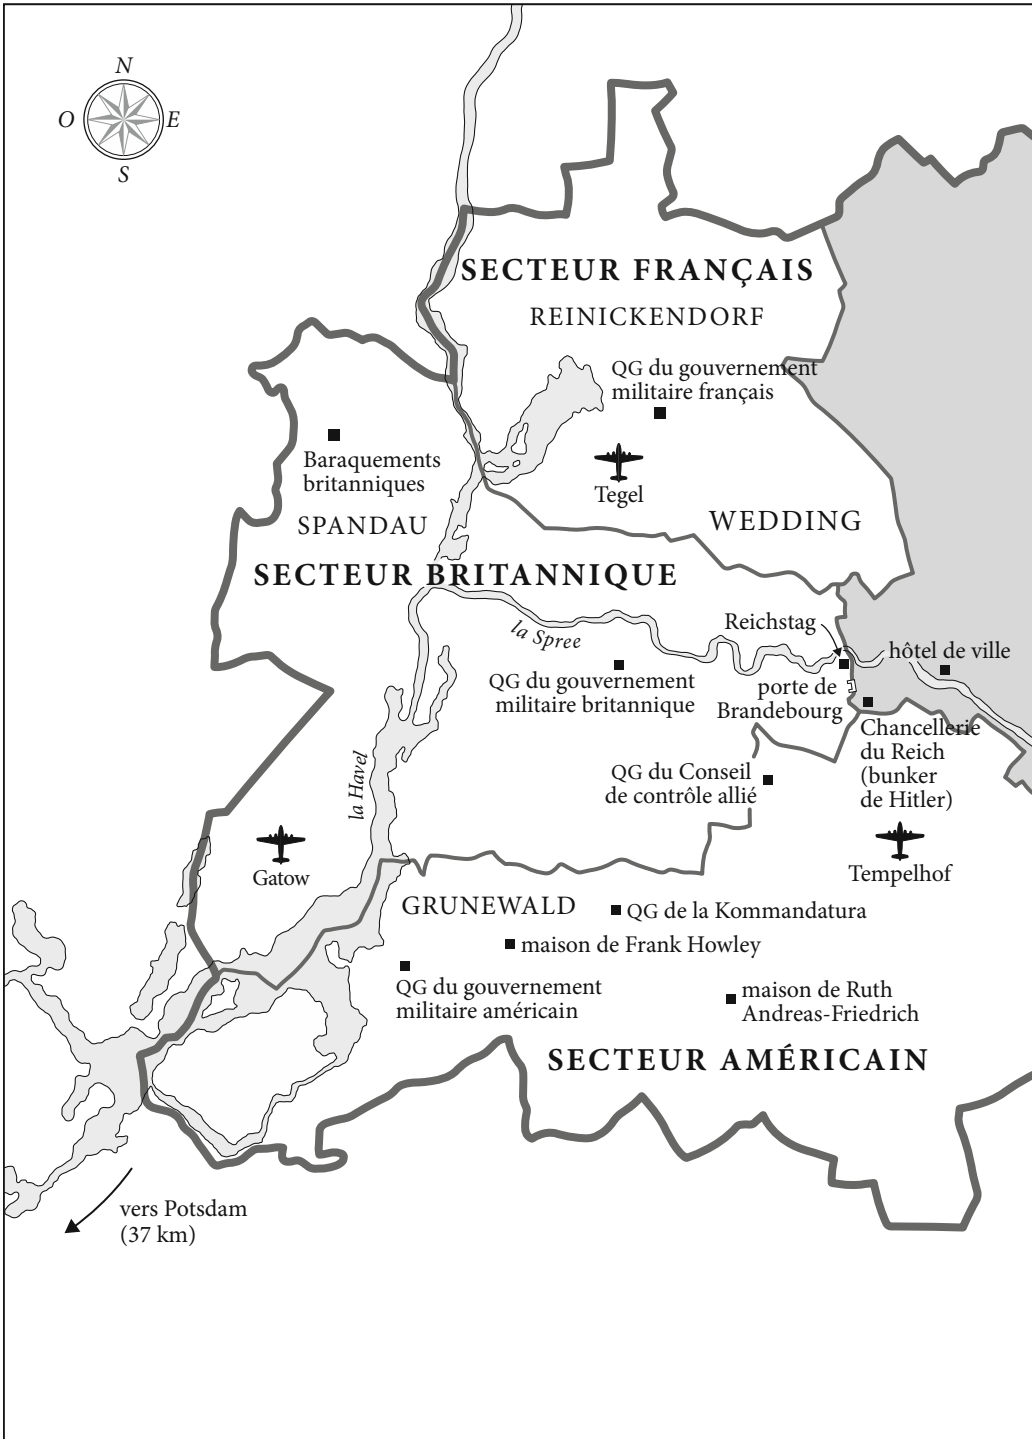 N
O
E
S
SECTEUR FRANÇAIS
REINICKENDORF
QG du gouvernement
militaire français
Baraquements
britanniques
Tegel
SPANDAU
WEDDING
SECTEUR BRITANNIQUE
la Spree
Reichstag
hôtel de ville
QG du gouvernement
militaire britannique
porte de
Brandebourg
Chancellerie
du Reich
(bunker
de Hitler)
la Havel
QG du Conseil
de contrôle allié
Gatow
Tempelhof
GRUNEWALD
QG de la Kommandatura
maison de Frank Howley
QG du gouvernement
militaire américain
maison de Ruth
Andreas-Friedrich
SECTEUR AMÉRICAIN
vers Potsdam
(37 km)